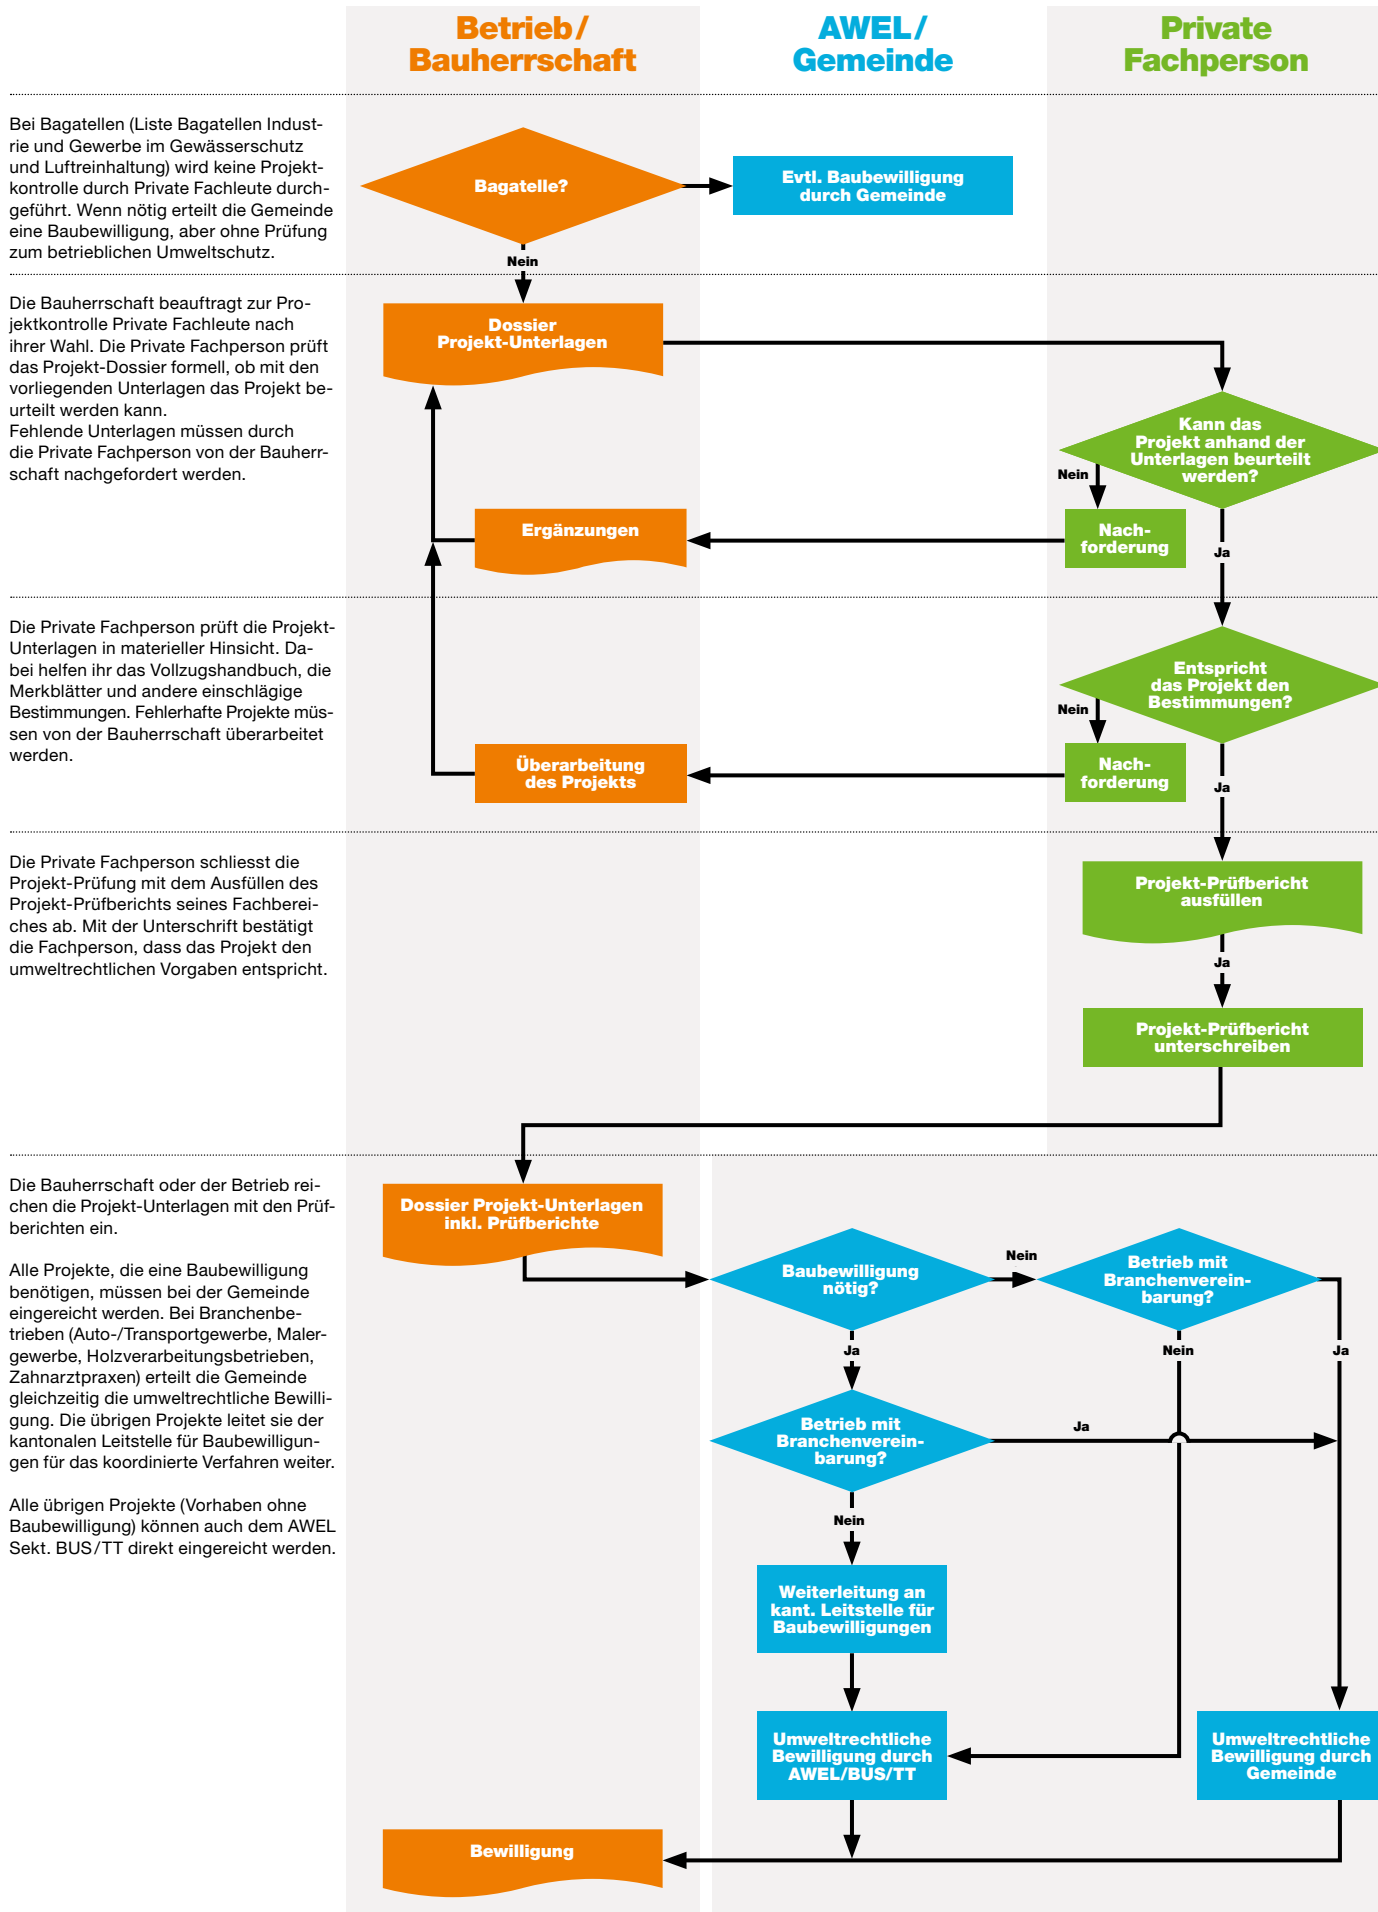 Betrieb/
Bauherrschaft
AWEL/
Gemeinde
Private
Fachperson
Bei Bagatellen (Liste Bagatellen Indust-
rie und Gewerbe im Gewässerschutz
und Luftreinhaltung) wird keine Projekt-
kontrolle durch Private Fachleute durch-
geführt. Wenn nötig erteilt die Gemeinde
eine Baubewilligung, aber ohne Prüfung
zum betrieblichen Umweltschutz.
Bagatelle?
Evtl. Baubewilligung
durch Gemeinde
Nein
Die Bauherrschaft beauftragt zur Pro-
jektkontrolle Private Fachleute nach
ihrer Wahl. Die Private Fachperson prüft
das Projekt-Dossier formell, ob mit den
vorliegenden Unterlagen das Projekt be-
urteilt werden kann.
Fehlende Unterlagen müssen durch
die Private Fachperson von der Bauherr-
schaft nachgefordert werden.
Dossier
Projekt-Unterlagen
Kann das
Projekt anhand der
Unterlagen beurteilt
werden?
Nein
Ergänzungen
Nach-
forderung
Ja
Die Private Fachperson prüft die Projekt-
Unterlagen in materieller Hinsicht. Da-
bei helfen ihr das Vollzugshandbuch, die
Merkblätter und andere einschlägige
Bestimmungen. Fehlerhafte Projekte müs-
sen von der Bauherrschaft überarbeitet
werden.
Entspricht
das Projekt den
Bestimmungen?
Nein
Überarbeitung
des Projekts
Nach-
forderung
Ja
Die Private Fachperson schliesst die
Projekt-Prüfung mit dem Ausfüllen des
Projekt-Prüfberichts seines Fachberei-
ches ab. Mit der Unterschrift bestätigt
die Fachperson, dass das Projekt den
umweltrechtlichen Vorgaben entspricht.
Projekt-Prüfbericht
ausfüllen
Ja
Projekt-Prüfbericht
unterschreiben
Die Bauherrschaft oder der Betrieb rei-
chen die Projekt-Unterlagen mit den Prüf-
berichten ein.
Alle Projekte, die eine Baubewilligung
benötigen, müssen bei der Gemeinde
eingereicht werden. Bei Branchenbe-
trieben (Auto-/Transportgewerbe, Maler-
gewerbe, Holzverarbeitungsbetrieben,
Zahnarztpraxen) erteilt die Gemeinde
gleichzeitig die umweltrechtliche Bewilli-
gung. Die übrigen Projekte leitet sie der
kantonalen Leitstelle für Baubewilligun-
gen für das koordinierte Verfahren weiter.
Alle übrigen Projekte (Vorhaben ohne
Baubewilligung) können auch dem AWEL
Sekt. BUS/TT direkt eingereicht werden.
Dossier Projekt-Unterlagen
inkl. Prüfberichte
Baubewilligung
nötig?
Nein
Betrieb mit
Branchenverein-
barung?
Ja
Nein
Ja
Betrieb mit
Branchenverein-
barung?
Ja
Nein
Weiterleitung an
kant. Leitstelle für
Baubewilligungen
Umweltrechtliche
Bewilligung durch
AWEL/BUS/TT
Umweltrechtliche
Bewilligung durch
Gemeinde
Bewilligung